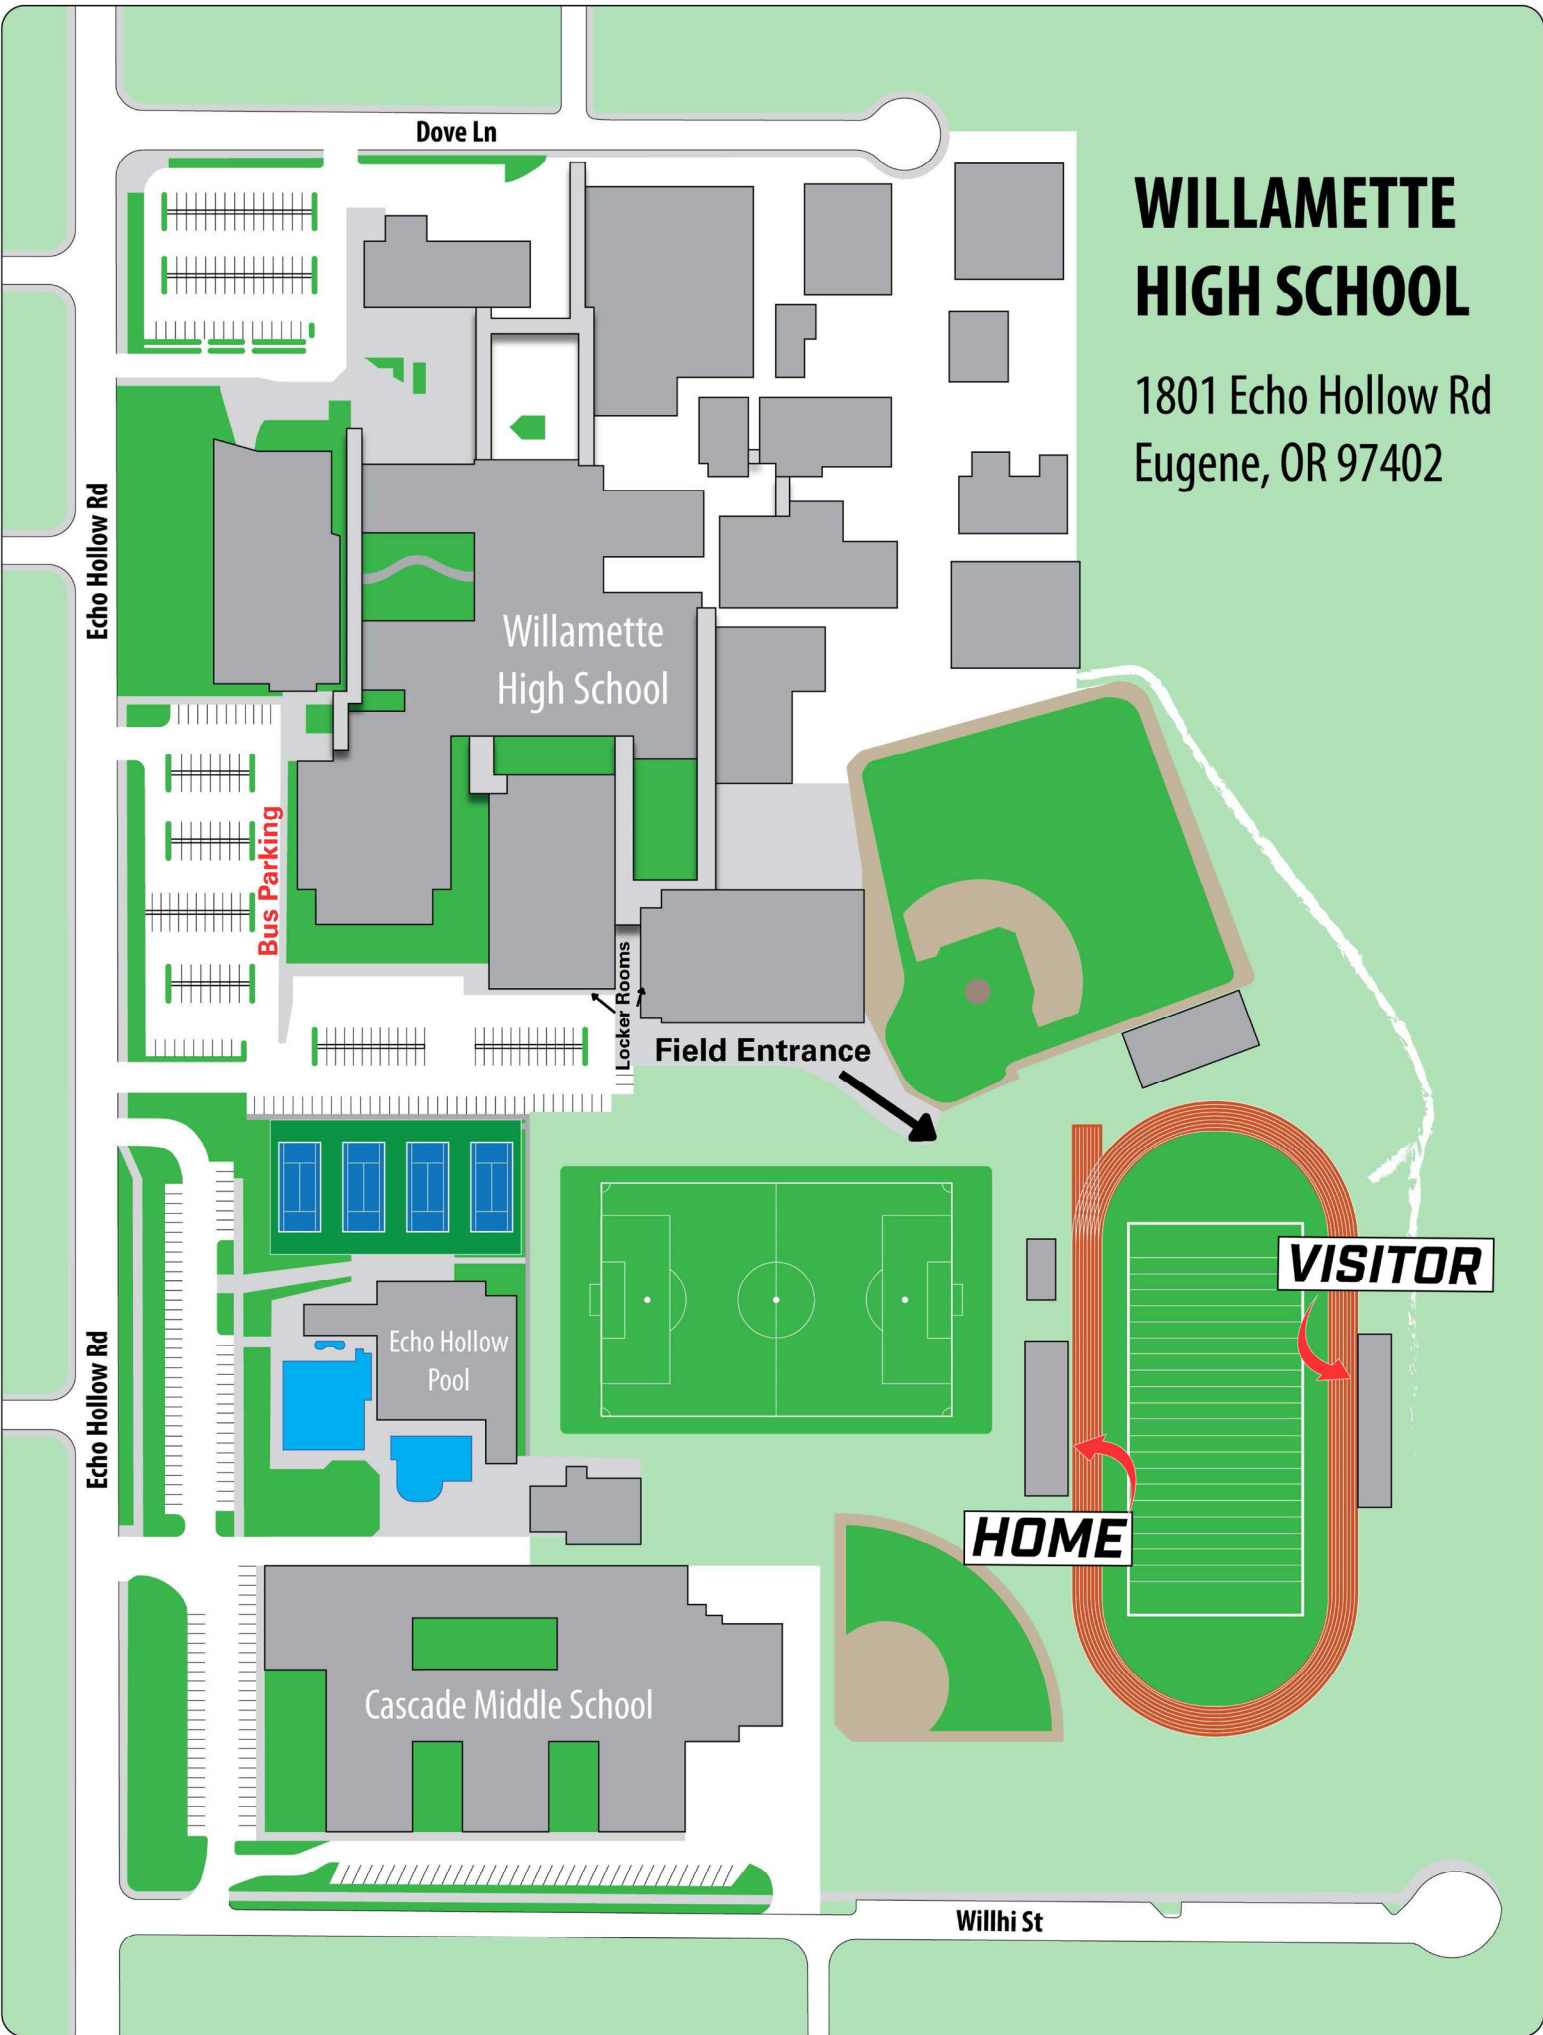 Dove Ln
WILLAMETTE
HIGH SCHOOL
1801 Echo Hollow Rd
Eugene, OR 97402
Echo Hollow Rd
Willamette
High School
Bus Parking
Locker Rooms
Field Entrance
VISITOR
Echo Hollow
Pool
Echo Hollow Rd
HOME
Cascade Middle School
Willhi St